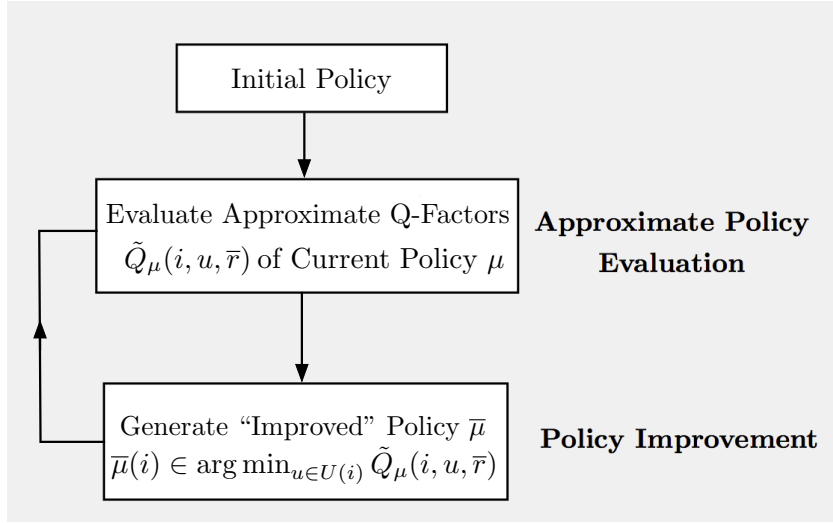 Initial Policy
Evaluate Approximate Q-Factors
Q̃_μ(i, u, r̅) of Current Policy μ
Approximate Policy
Evaluation
Generate “Improved” Policy μ̅
μ̅(i) ∈ arg min_{u∈U(i)} Q̃_μ(i, u, r̅)
Policy Improvement